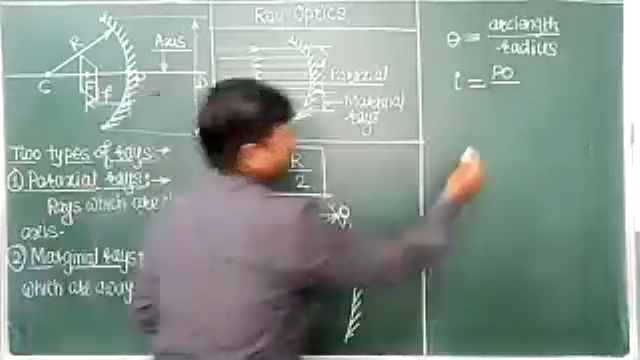 Ray Optics
R
Axis
C
P
f
Paraxial
Marginal
rays
Two types of rays→
① Paraxial rays:→
Rays which are
axis.
② Marginal rays:
which are away
R
2
θ = arclength
radius
i = PQ